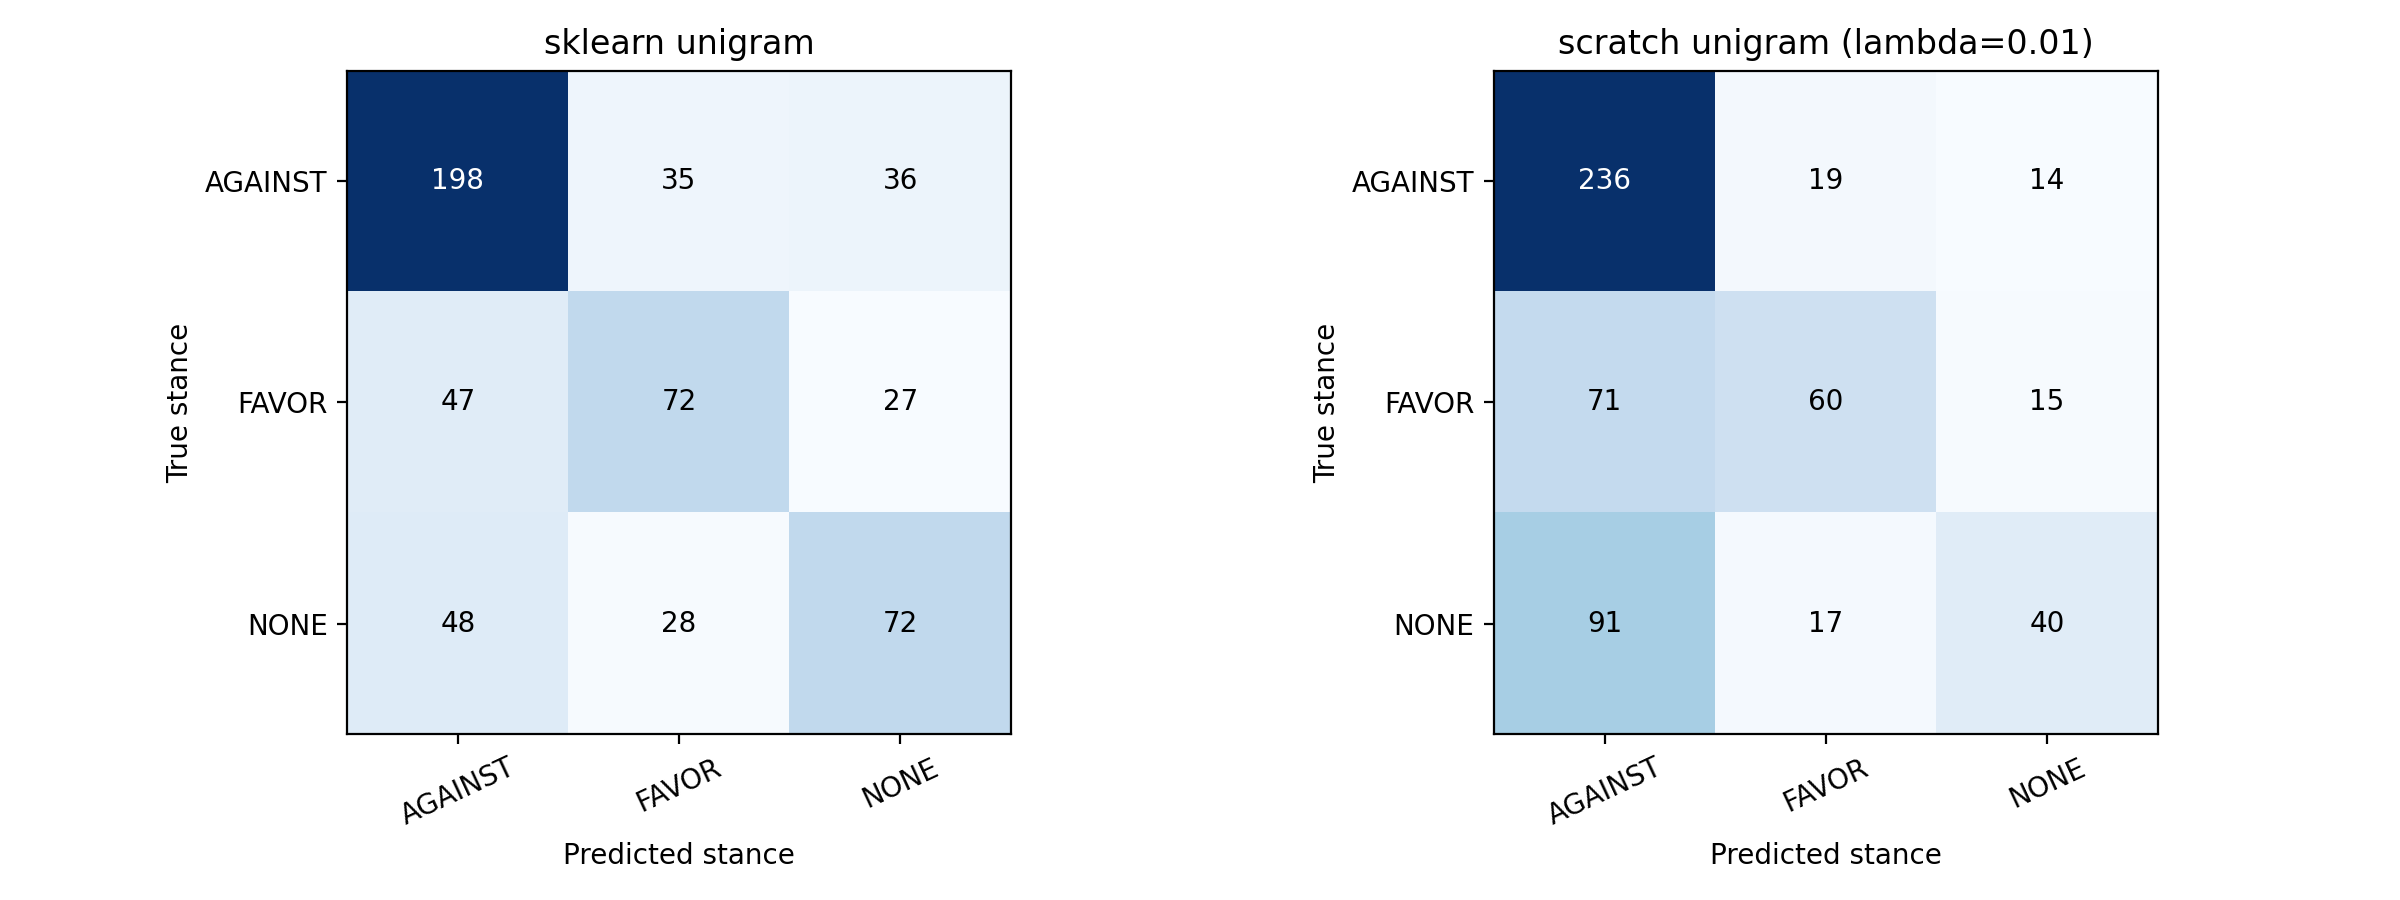 sklearn unigram
True stance
AGAINST 198 35 36
FAVOR 47 72 27
NONE 48 28 72
AGAINST FAVOR NONE
Predicted stance
scratch unigram (lambda=0.01)
True stance
AGAINST 236 19 14
FAVOR 71 60 15
NONE 91 17 40
AGAINST FAVOR NONE
Predicted stance